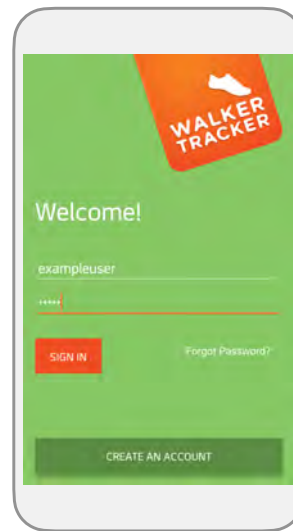 WALKER
TRACKER
Welcome!
exampleuser
•••••
SIGN IN
Forgot Password?
CREATE AN ACCOUNT